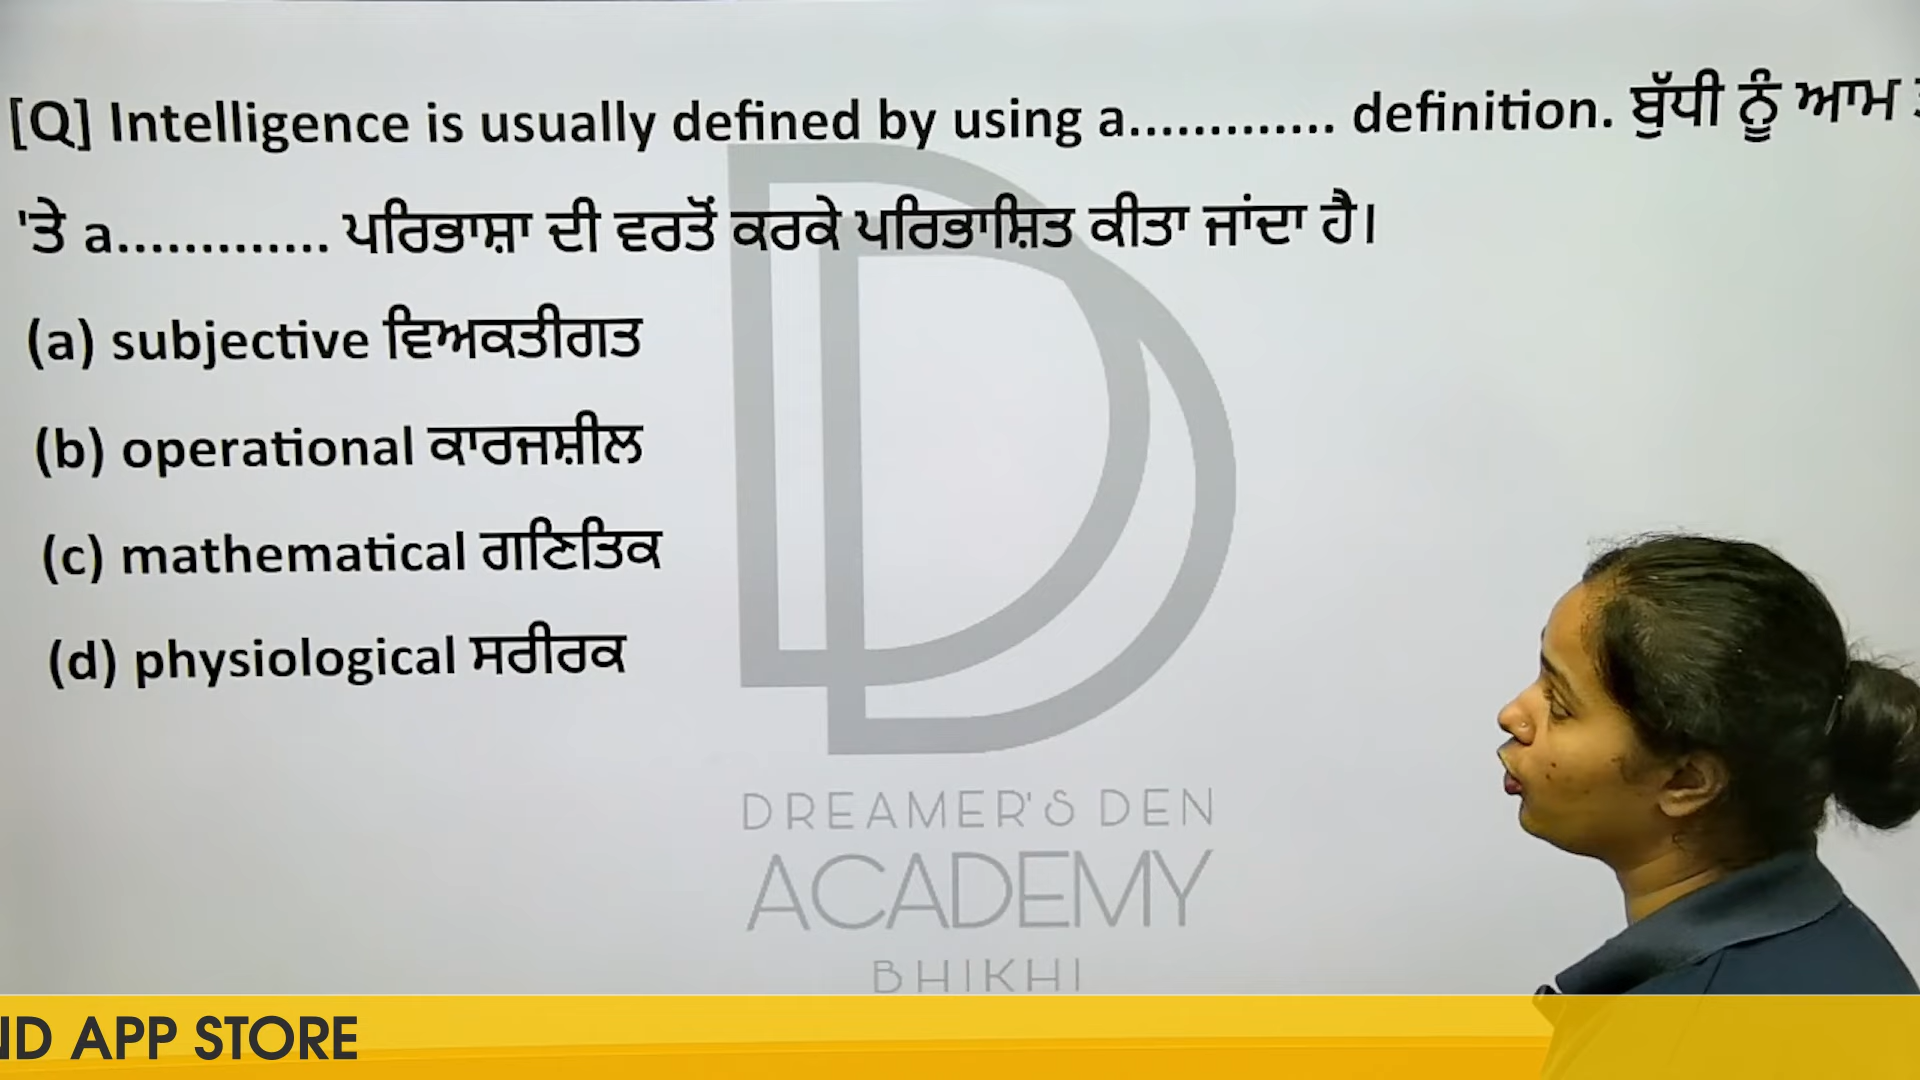 [Q] Intelligence is usually defined by using a............. definition. ਬੁੱਧੀ ਨੂੰ ਆਮ
'ਤੇ a............. ਪਰਿਭਾਸ਼ਾ ਦੀ ਵਰਤੋਂ ਕਰਕੇ ਪਰਿਭਾਸ਼ਿਤ ਕੀਤਾ ਜਾਂਦਾ ਹੈ।
(a) subjective ਵਿਅਕਤੀਗਤ
(b) operational ਕਾਰਜਸ਼ੀਲ
(c) mathematical ਗਣਿਤਿਕ
(d) physiological ਸਰੀਰਕ
DREAMER'S DEN
ACADEMY
BHIKHI
APP STORE